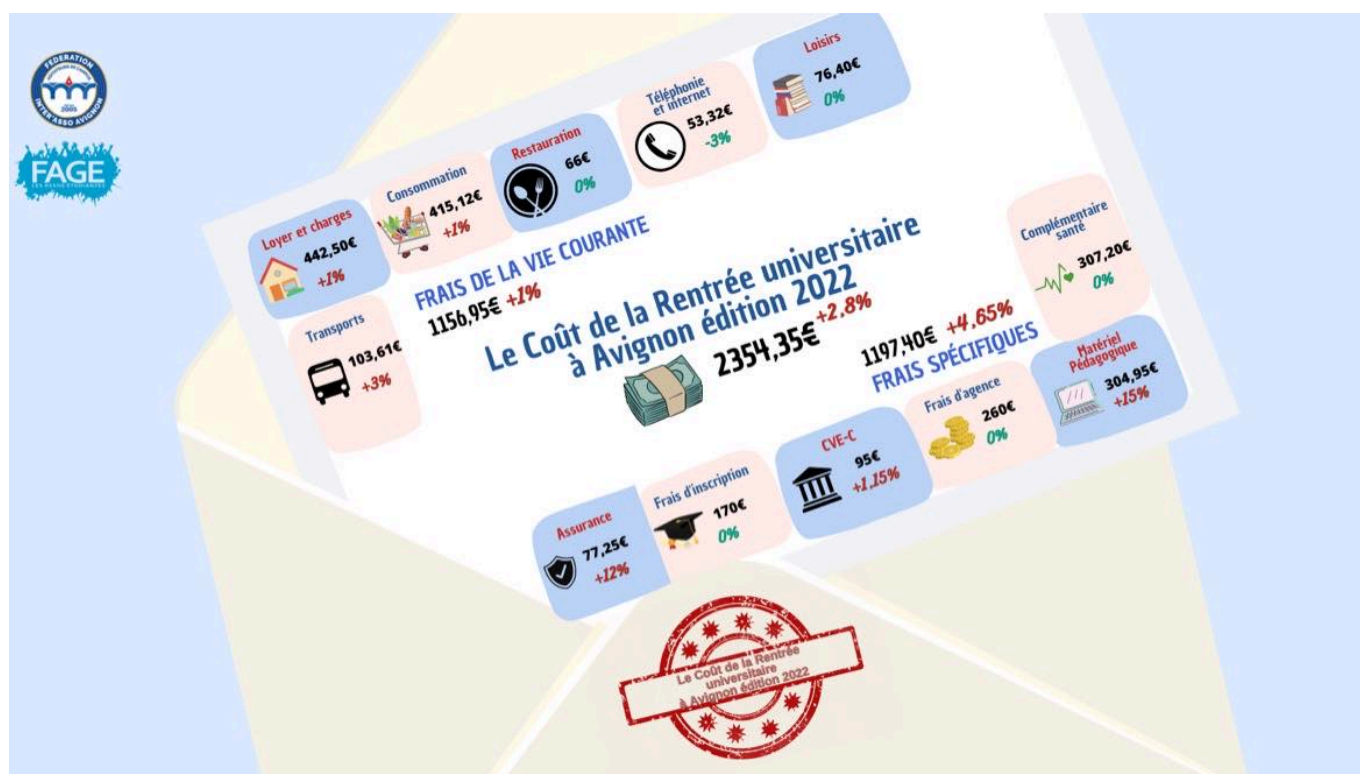 FEDERATION
INTER'ASSO AVIGNON
2005
FAGE
LES ASSOS ÉTUDIANTES
Loisirs
76,40€
0%
Téléphonie
et internet
53,32€
-3%
Restauration
66€
0%
Consommation
415,12€
+1%
Loyer et charges
442,50€
+1%
Transports
103,61€
+3%
FRAIS DE LA VIE COURANTE
1156,95€ +1%
Le Coût de la Rentrée universitaire
à Avignon édition 2022
2354,35€ +2,8%
1197,40€ +4,65%
FRAIS SPÉCIFIQUES
Complémentaire
santé
307,20€
0%
Matériel
Pédagogique
304,95€
+15%
Frais d'agence
260€
0%
CVE-C
95€
+1,15%
Frais d'inscription
170€
0%
Assurance
77,25€
+12%
Le Coût de la Rentrée
universitaire
à Avignon édition 2022